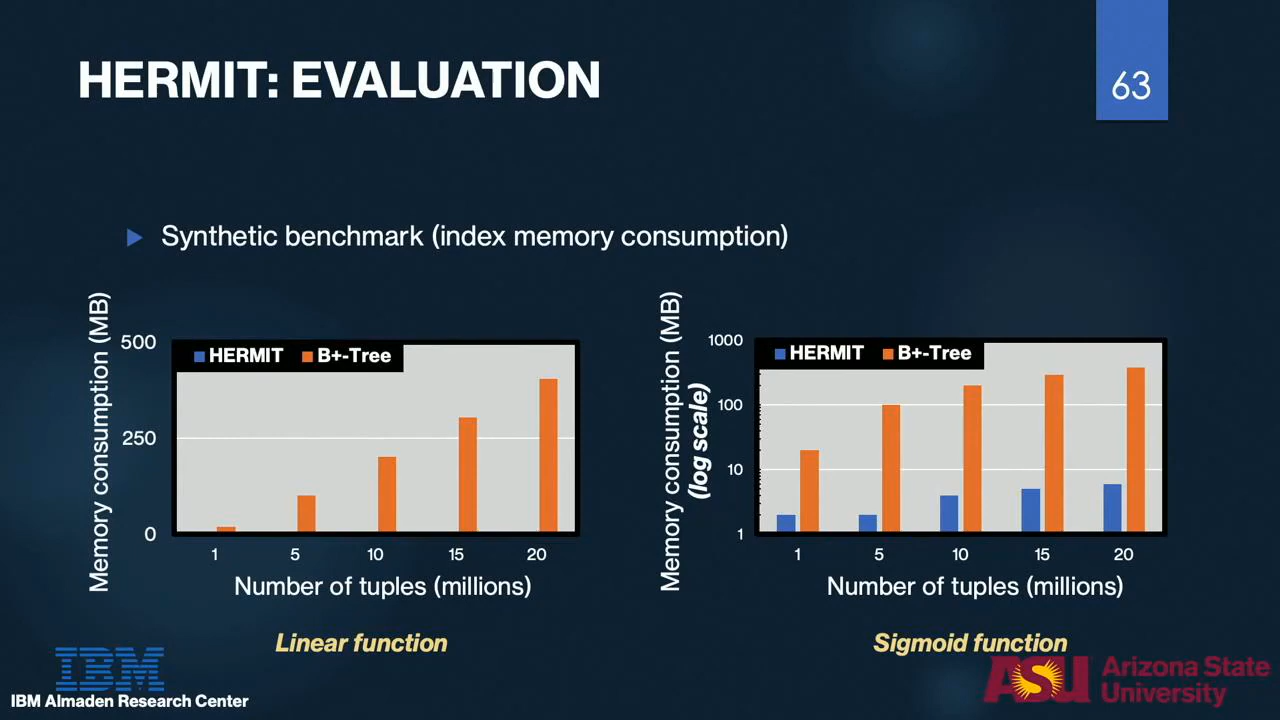 HERMIT: EVALUATION
63
Synthetic benchmark (index memory consumption)
Memory consumption (MB)
500
250
0
HERMIT B+-Tree
1 5 10 15 20
Number of tuples (millions)
Linear function
Memory consumption (MB)
(log scale)
1000
100
10
1
HERMIT B+-Tree
1 5 10 15 20
Number of tuples (millions)
Sigmoid function
IBM
IBM Almaden Research Center
ASU Arizona State
University